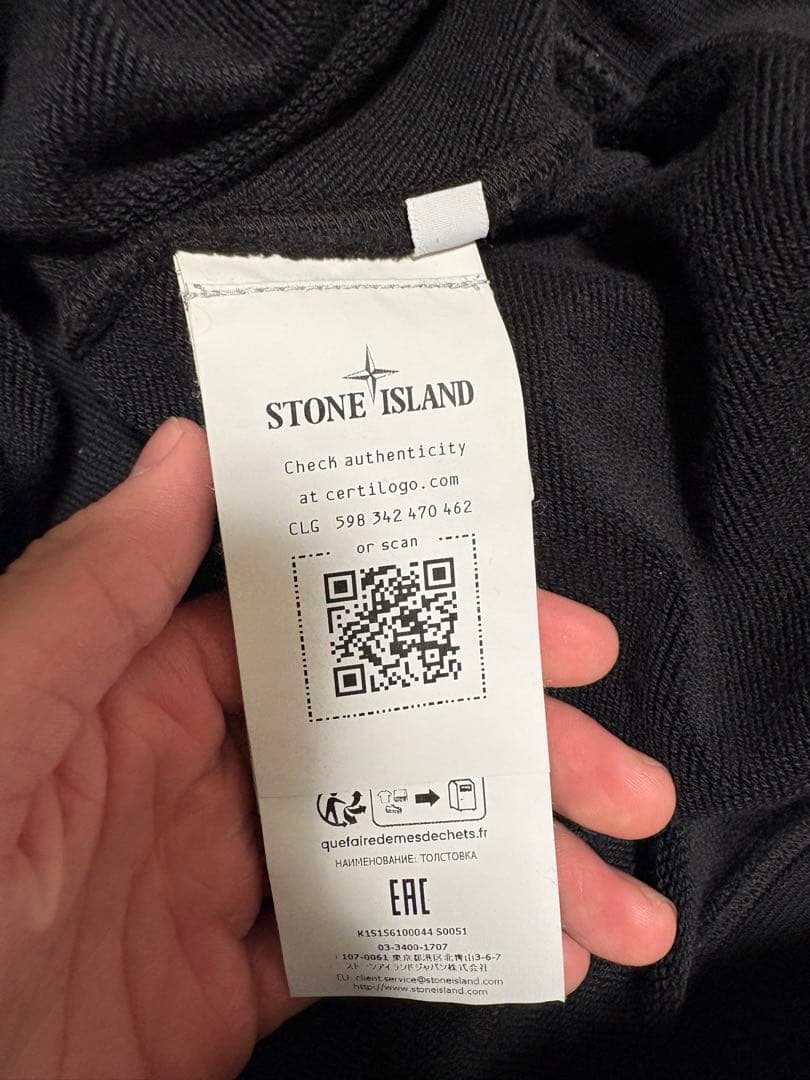 STONE ISLAND
Check authenticity
at certilogo.com
CLG 598 342 470 462
or scan
quefairedemesdechets.fr
НАИМЕНОВАНИЕ: ТОЛСТОВКА
EAC
K1S156100044 S0051
03-3400-1707
107-0061 東京都港区北青山3-6-7
ストーンアイランドジャパン株式会社
EU: client.service@stoneisland.com
http://www.stoneisland.com